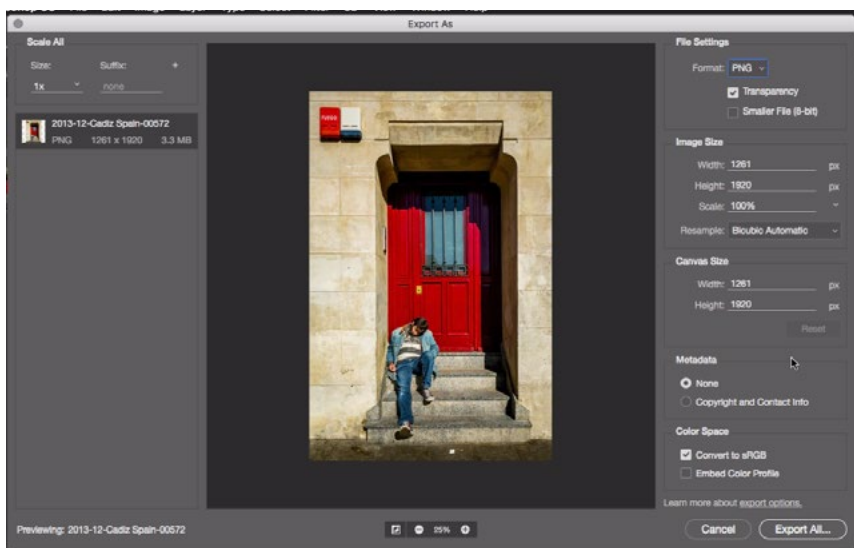 Export As
Scale All
Size:
Suffix:
+
1x
none
2013-12-Cadiz Spain-00572
PNG 1261 x 1920 3.3 MB
File Settings
Format: PNG
Transparency
Smaller File (8-bit)
Image Size
Width: 1261 px
Height: 1920 px
Scale: 100%
Resample: Bicubic Automatic
Canvas Size
Width: 1261 px
Height: 1920 px
Reset
Metadata
None
Copyright and Contact Info
Color Space
Convert to sRGB
Embed Color Profile
Learn more about export options.
Previewing: 2013-12-Cadiz Spain-00572
25%
Cancel
Export All...